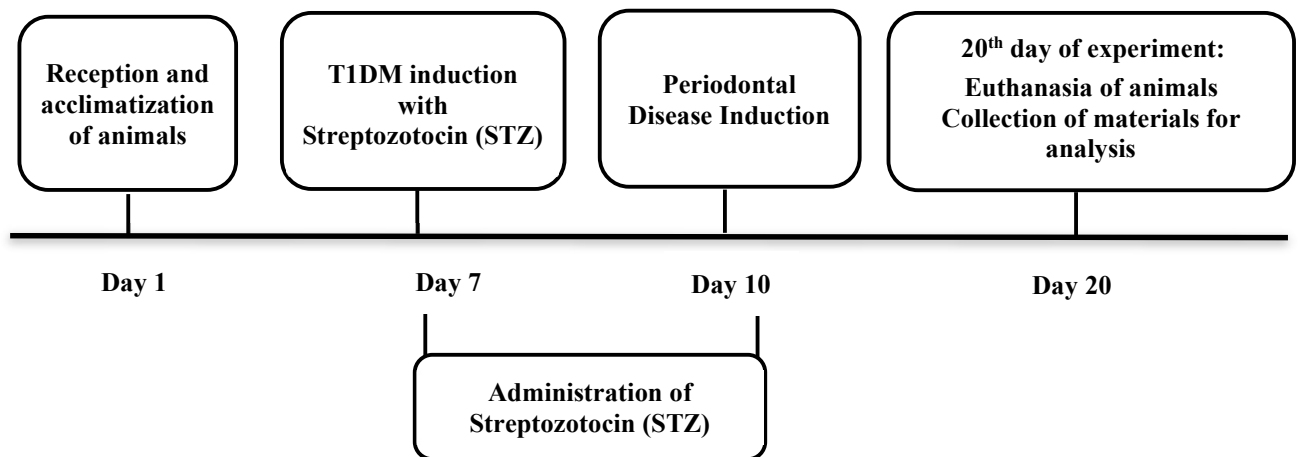 Reception and
acclimatization
of animals
T1DM induction
with
Streptozotocin (STZ)
Periodontal
Disease Induction
20th day of experiment:
Euthanasia of animals
Collection of materials for
analysis
Day 1
Day 7
Day 10
Day 20
Administration of
Streptozotocin (STZ)